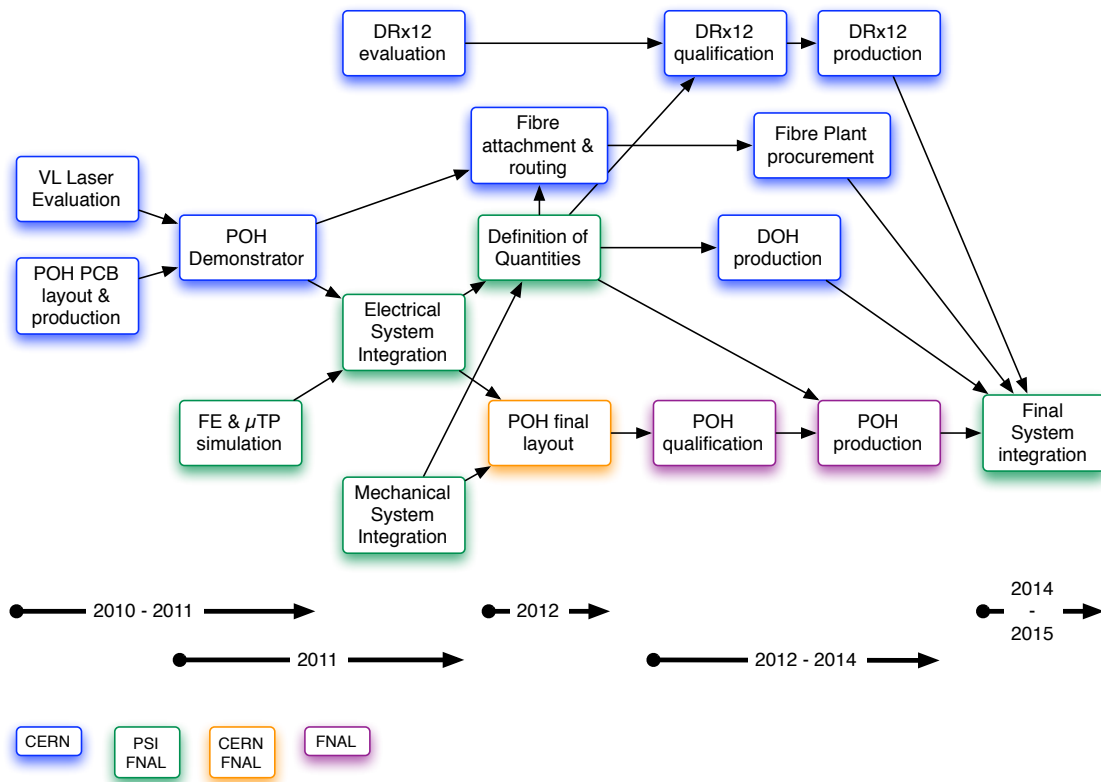 DRx12
evaluation
DRx12
qualification
DRx12
production
Fibre
attachment &
routing
Fibre Plant
procurement
VL Laser
Evaluation
POH
Demonstrator
Definition of
Quantities
DOH
production
POH PCB
layout &
production
Electrical
System
Integration
FE & µTP
simulation
POH final
layout
POH
qualification
POH
production
Final
System
integration
Mechanical
System
Integration
2010 - 2011
2012
2014
-
2015
2011
2012 - 2014
CERN
PSI
FNAL
CERN
FNAL
FNAL